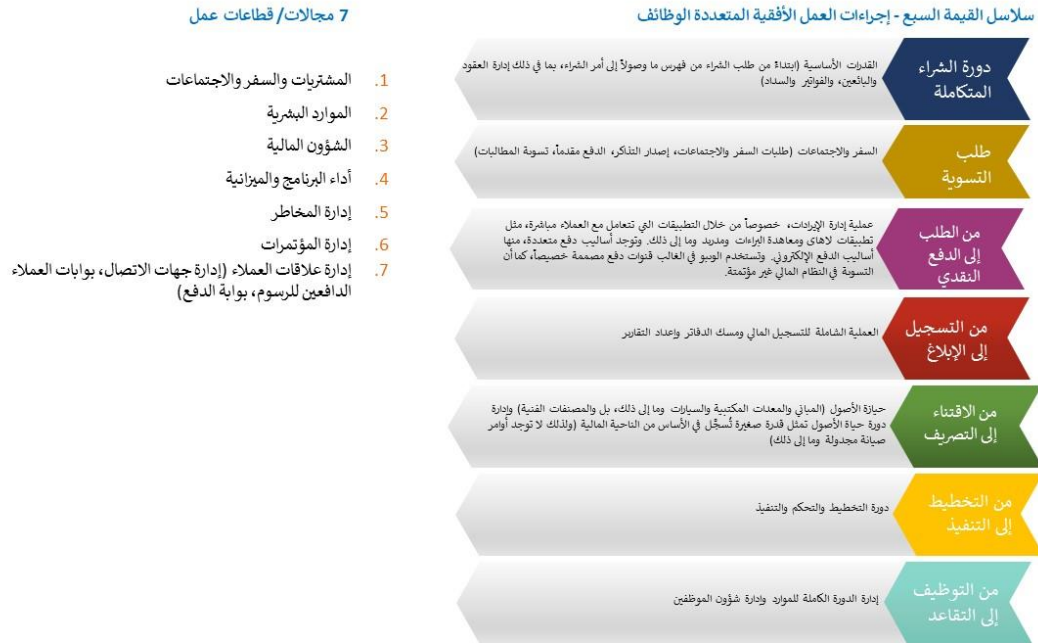 سلاسل القيمة السبع - إجراءات العمل الأفقية المتعددة الوظائف
دورة الشراء
المتكاملة
القدرات الأساسية (ابتداءً من طلب الشراء من فهرس ما وصولاً إلى أمر الشراء، بما في ذلك إدارة العقود
والبائعين، والفواتير والسداد)
طلب
التسوية
السفر والاجتماعات (طلبات السفر والاجتماعات، إصدار التذاكر، الدفع مقدماً، تسوية المطالبات)
من الطلب
إلى الدفع
النقدي
عملية إدارة الإيرادات، خصوصاً من خلال التطبيقات التي تتعامل مع العملاء مباشرة، مثل
تطبيقات لاهاي ومعاهدة البراءات ومدريد وما إلى ذلك. وتوجد أساليب دفع متعددة، منها
أساليب الدفع الإلكتروني. وتستخدم الويبو في الغالب قنوات دفع مصممة خصيصاً، كما أن
التسوية في النظام المالي غير مؤتمتة.
من التسجيل
إلى الإبلاغ
العملية الشاملة للتسجيل المالي ومسك الدفاتر وإعداد التقارير
من الاقتناء
إلى التصريف
حيازة الأصول (المباني والمعدات المكتبية والسيارات وما إلى ذلك، بل والمصنفات الفنية) وإدارة
دورة حياة الأصول تمثل قدرة صغيرة تُسجَّل في الأساس من الناحية المالية (ولذلك لا توجد أوامر
صيانة مجدولة وما إلى ذلك)
من التخطيط
إلى التنفيذ
دورة التخطيط والتحكم والتنفيذ
من التوظيف
إلى التقاعد
إدارة الدورة الكاملة للموارد وإدارة شؤون الموظفين
7 مجالات/ قطاعات عمل
1. المشتريات والسفر والاجتماعات
2. الموارد البشرية
3. الشؤون المالية
4. أداء البرنامج والميزانية
5. إدارة المخاطر
6. إدارة المؤتمرات
7. إدارة علاقات العملاء (إدارة جهات الاتصال، بوابات العملاء
الدافعين للرسوم، بوابة الدفع)